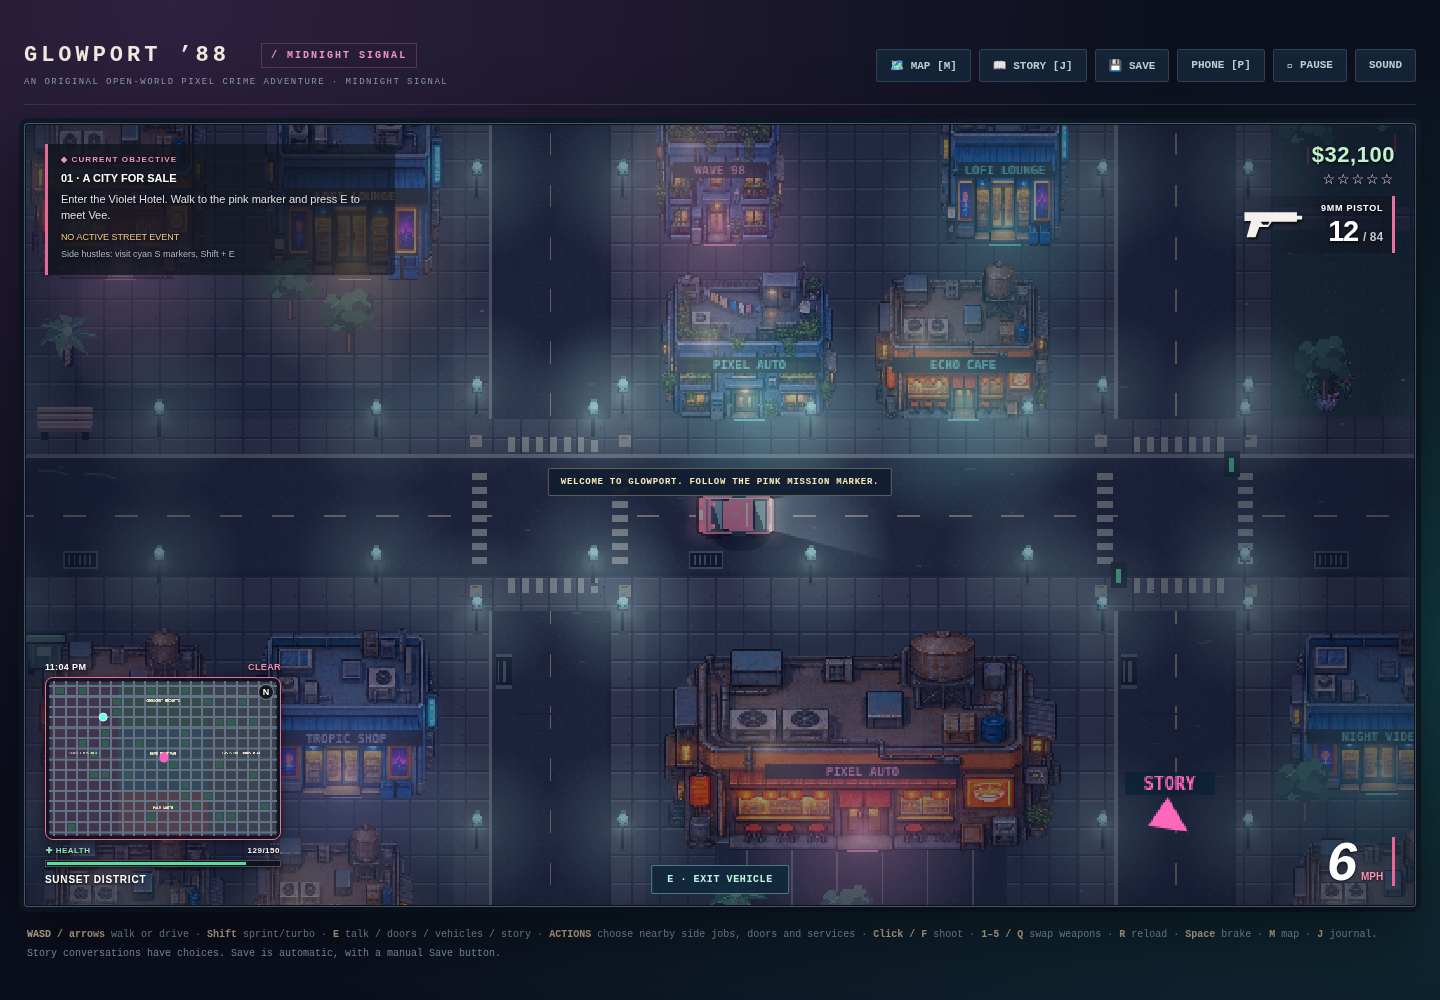 GLOWPORT ’88
/ MIDNIGHT SIGNAL
AN ORIGINAL OPEN-WORLD PIXEL CRIME ADVENTURE · MIDNIGHT SIGNAL
MAP [M]
STORY [J]
SAVE
PHONE [P]
PAUSE
SOUND
◆ CURRENT OBJECTIVE
01 · A CITY FOR SALE
Enter the Violet Hotel. Walk to the pink marker and press E to
meet Vee.
NO ACTIVE STREET EVENT
Side hustles: visit cyan S markers, Shift + E
LOUNGE
WAVE 98
LOFI LOUNGE
$32,100
☆☆☆☆☆
9MM PISTOL
12 / 84
PIXEL AUTO
ECHO CAFE
WELCOME TO GLOWPORT. FOLLOW THE PINK MISSION MARKER.
11:04 PM
CLEAR
N
TROPIC SHOP
PIXEL AUTO
NIGHT VIDE
STORY
✚ HEALTH
129/150
SUNSET DISTRICT
E · EXIT VEHICLE
6 MPH
WASD / arrows walk or drive · Shift sprint/turbo · E talk / doors / vehicles / story · ACTIONS choose nearby side jobs, doors and services · Click / F shoot · 1–5 / Q swap weapons · R reload · Space brake · M map · J journal.
Story conversations have choices. Save is automatic, with a manual Save button.